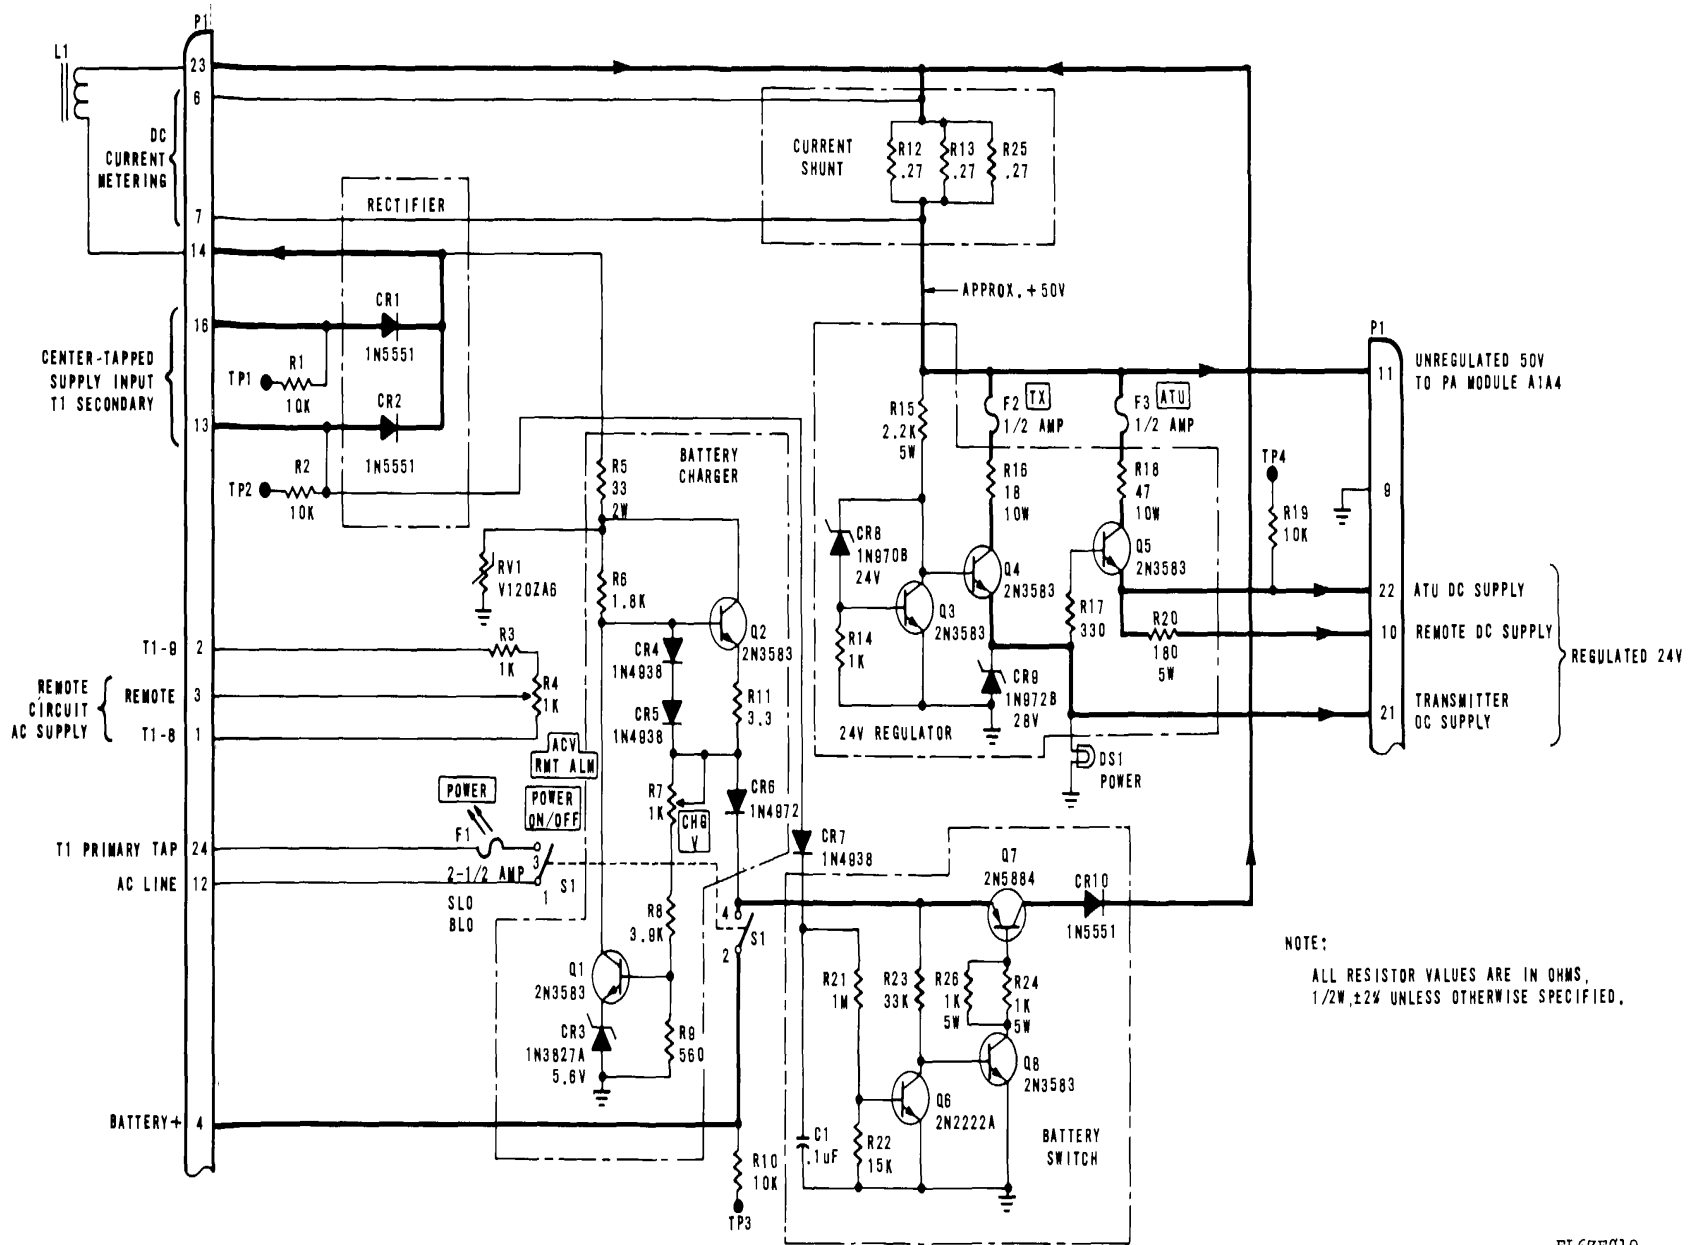 P1
L1
23
6
DC
CURRENT
METERING
7
14
RECTIFIER
CURRENT
SHUNT
R12
.27
R13
.27
R25
.27
APPROX. +50V
CR1
1N5551
16
CENTER-TAPPED
SUPPLY INPUT
T1 SECONDARY
R1
TP1
10K
CR2
1N5551
13
R2
TP2
10K
BATTERY
CHARGER
R5
33
2W
RV1
V120ZA6
R6
1.8K
Q2
2N3583
CR4
1N4938
CR5
1N4938
R11
3.3
T1-9
2
R3
1K
REMOTE
CIRCUIT
AC SUPPLY
REMOTE
3
R4
1K
T1-8
1
ACV
RMT ALM
POWER
POWER
ON/OFF
R7
1K
CHG
V
CR6
1N4972
T1 PRIMARY TAP
24
F1
2-1/2 AMP
SLO
BLO
3
1
S1
AC LINE
12
R8
3.9K
4
2
S1
Q1
2N3583
CR3
1N3827A
5.6V
R9
560
BATTERY+
4
R10
10K
TP3
CR7
1N4938
P1
11
UNREGULATED 50V
TO PA MODULE A1A4
R15
2.2K
5W
F2
TX
1/2 AMP
F3
ATU
1/2 AMP
R16
18
10W
R18
47
10W
TP4
R19
10K
9
CR8
1N970B
24V
Q4
2N3583
Q5
2N3583
Q3
2N3583
R14
1K
R17
330
22
ATU DC SUPPLY
R20
180
5W
10
REMOTE DC SUPPLY
REGULATED 24V
CR9
1N972B
28V
24V REGULATOR
21
TRANSMITTER
DC SUPPLY
DS1
POWER
Q7
2N5884
CR10
1N5551
R21
1M
R23
33K
R26
1K
5W
R24
1K
5W
Q8
2N3583
Q6
2N2222A
C1
.1uF
R22
15K
BATTERY
SWITCH
NOTE:
ALL RESISTOR VALUES ARE IN OHMS,
1/2W,±2% UNLESS OTHERWISE SPECIFIED.